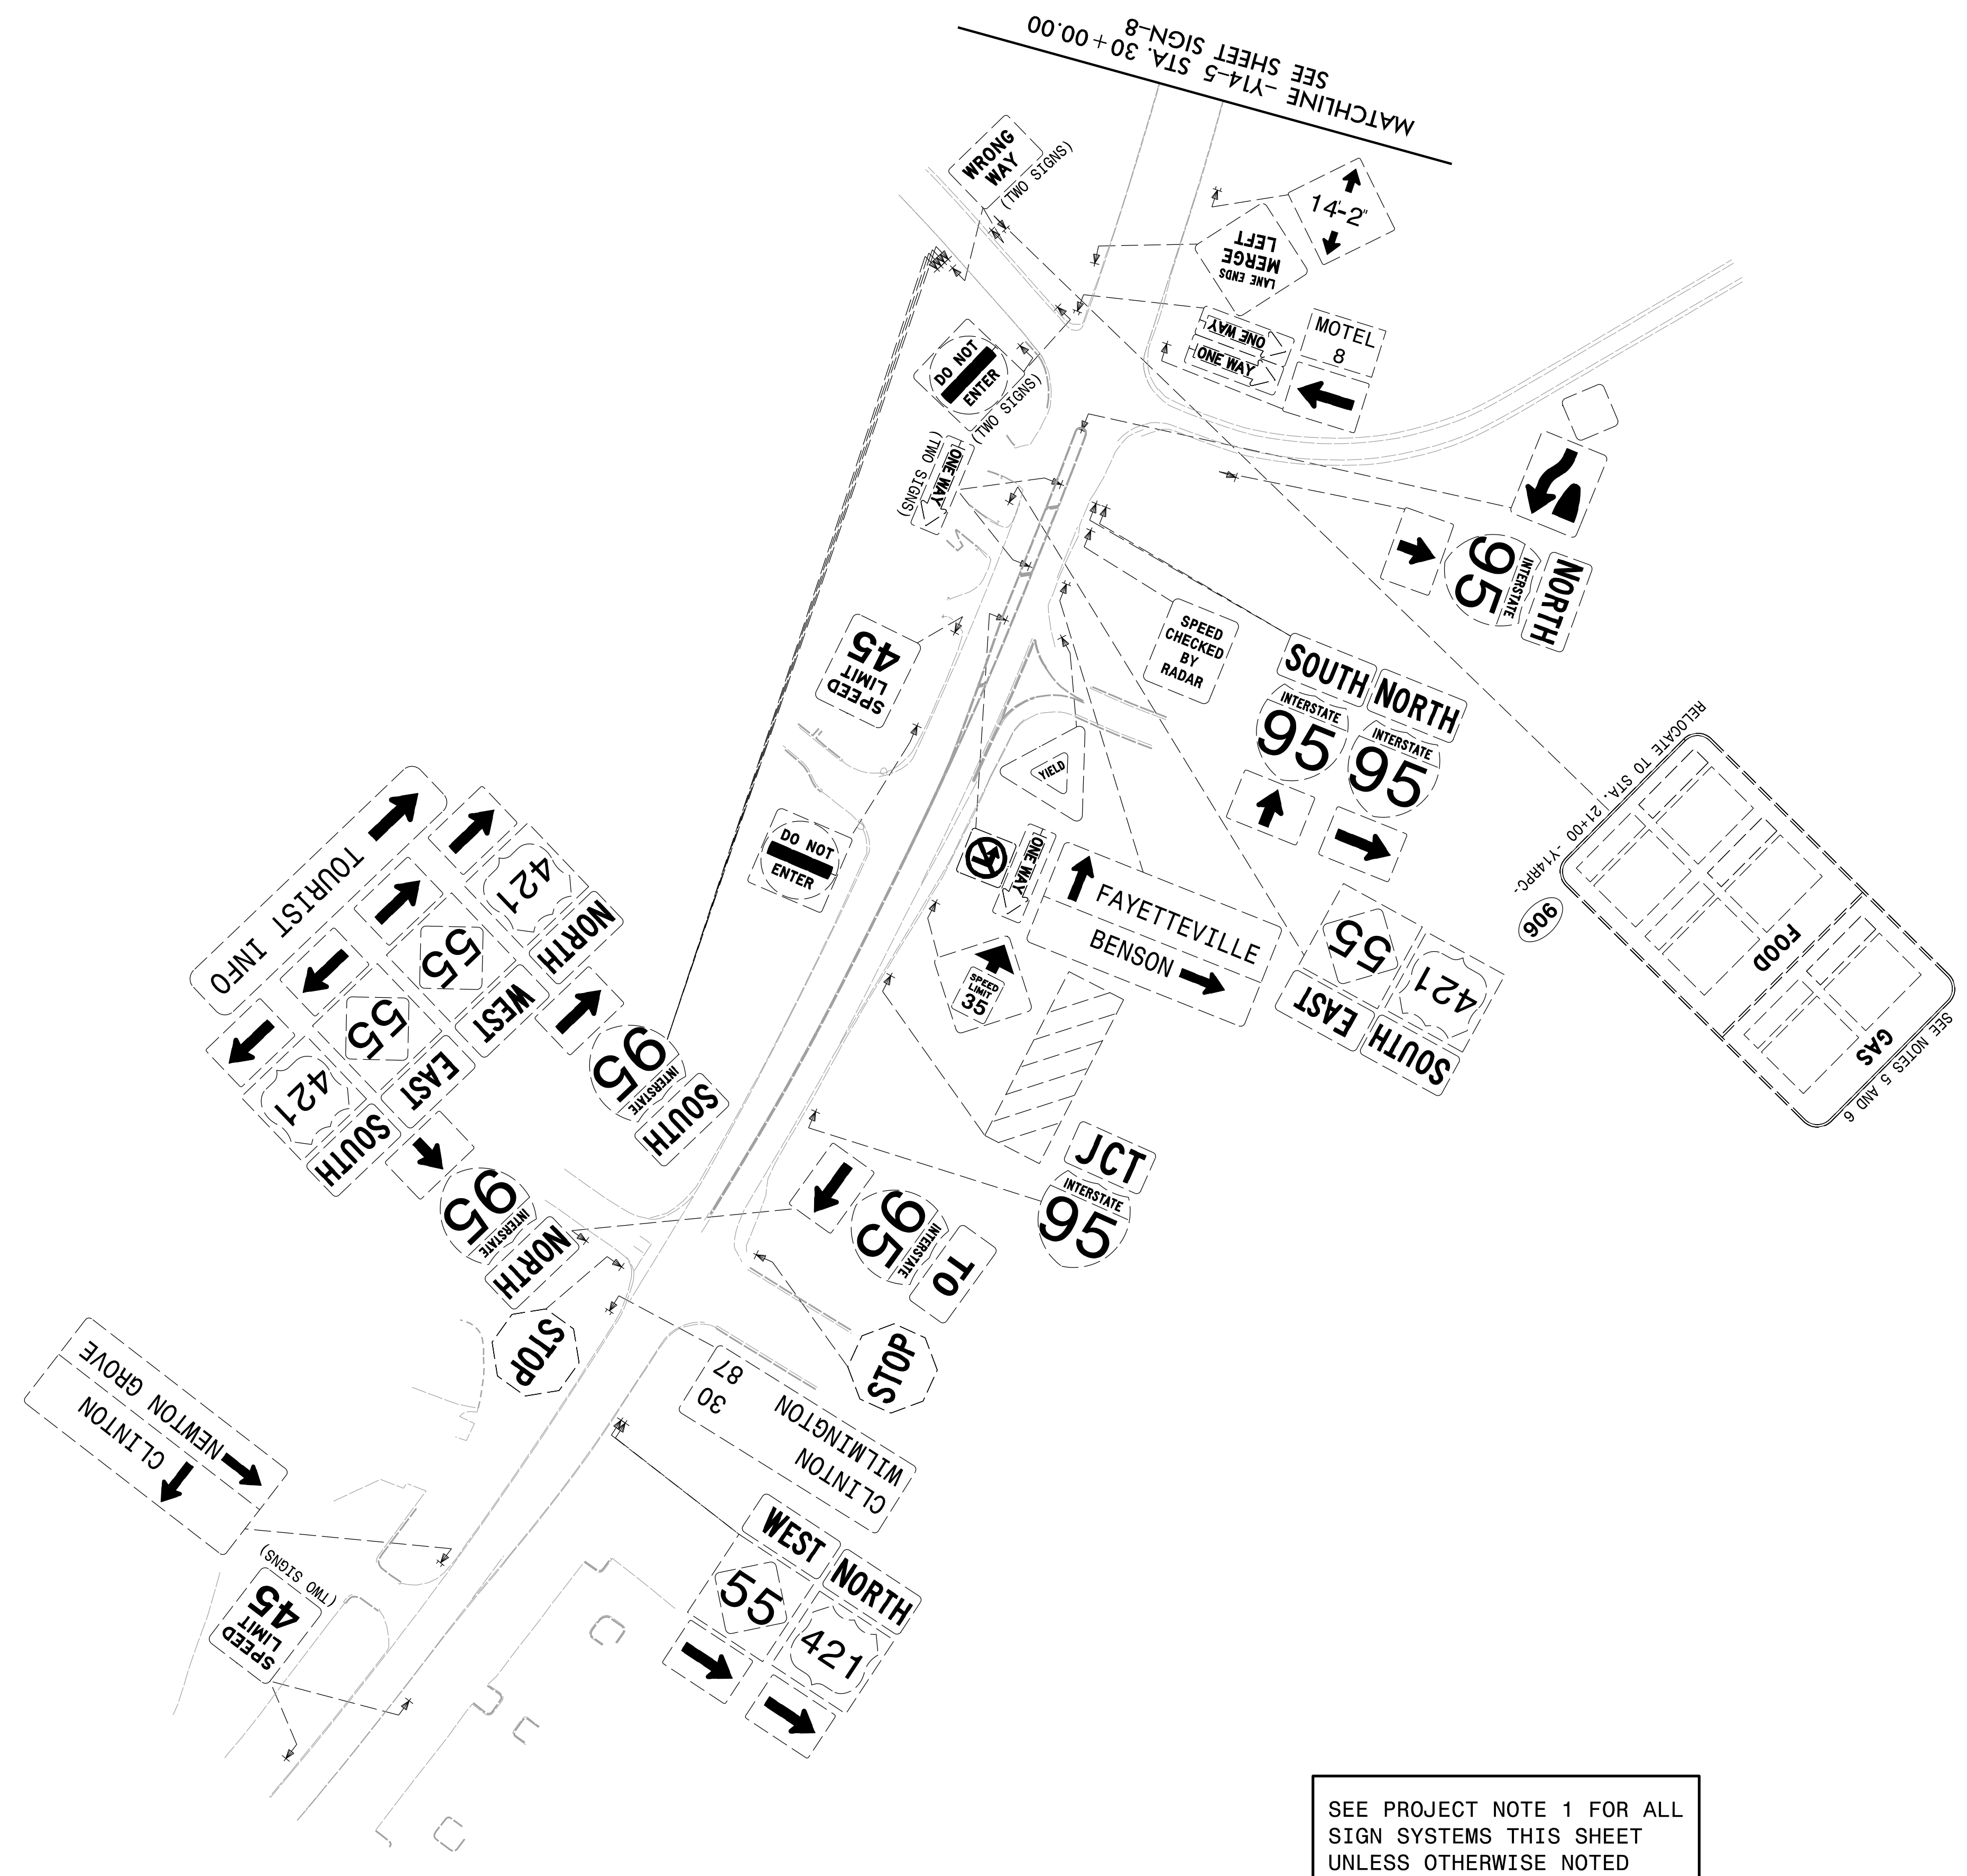 MATCHLINE -Y14-5 STA. 30+00.00
SEE SHEET SIGN-8
WRONG
WAY
(TWO SIGNS)
14'-2"
LANE ENDS
MERGE
LEFT
ONE WAY
ONE WAY
MOTEL
8
DO NOT
ENTER
(TWO SIGNS)
ONE WAY
(TWO SIGNS)
NORTH
INTERSTATE
95
SPEED
LIMIT
45
SPEED
CHECKED
BY
RADAR
SOUTH
INTERSTATE
95
NORTH
INTERSTATE
95
YIELD
DO NOT
ENTER
ONE WAY
SPEED
LIMIT
35
FAYETTEVILLE
BENSON
EAST
55
SOUTH
421
RELOCATE TO STA. 21+00 -Y14RPC-
906
FOOD
GAS
SEE NOTES 5 AND 6
TOURIST INFO
NORTH
421
WEST
55
EAST
55
SOUTH
421
SOUTH
INTERSTATE
95
NORTH
INTERSTATE
95
JCT
INTERSTATE
95
TO
INTERSTATE
95
STOP
STOP
NEWTON GROVE
CLINTON
CLINTON 30
WILMINGTON 87
SPEED
LIMIT
45
(TWO SIGNS)
WEST
55
NORTH
421
SEE PROJECT NOTE 1 FOR ALL
SIGN SYSTEMS THIS SHEET
UNLESS OTHERWISE NOTED